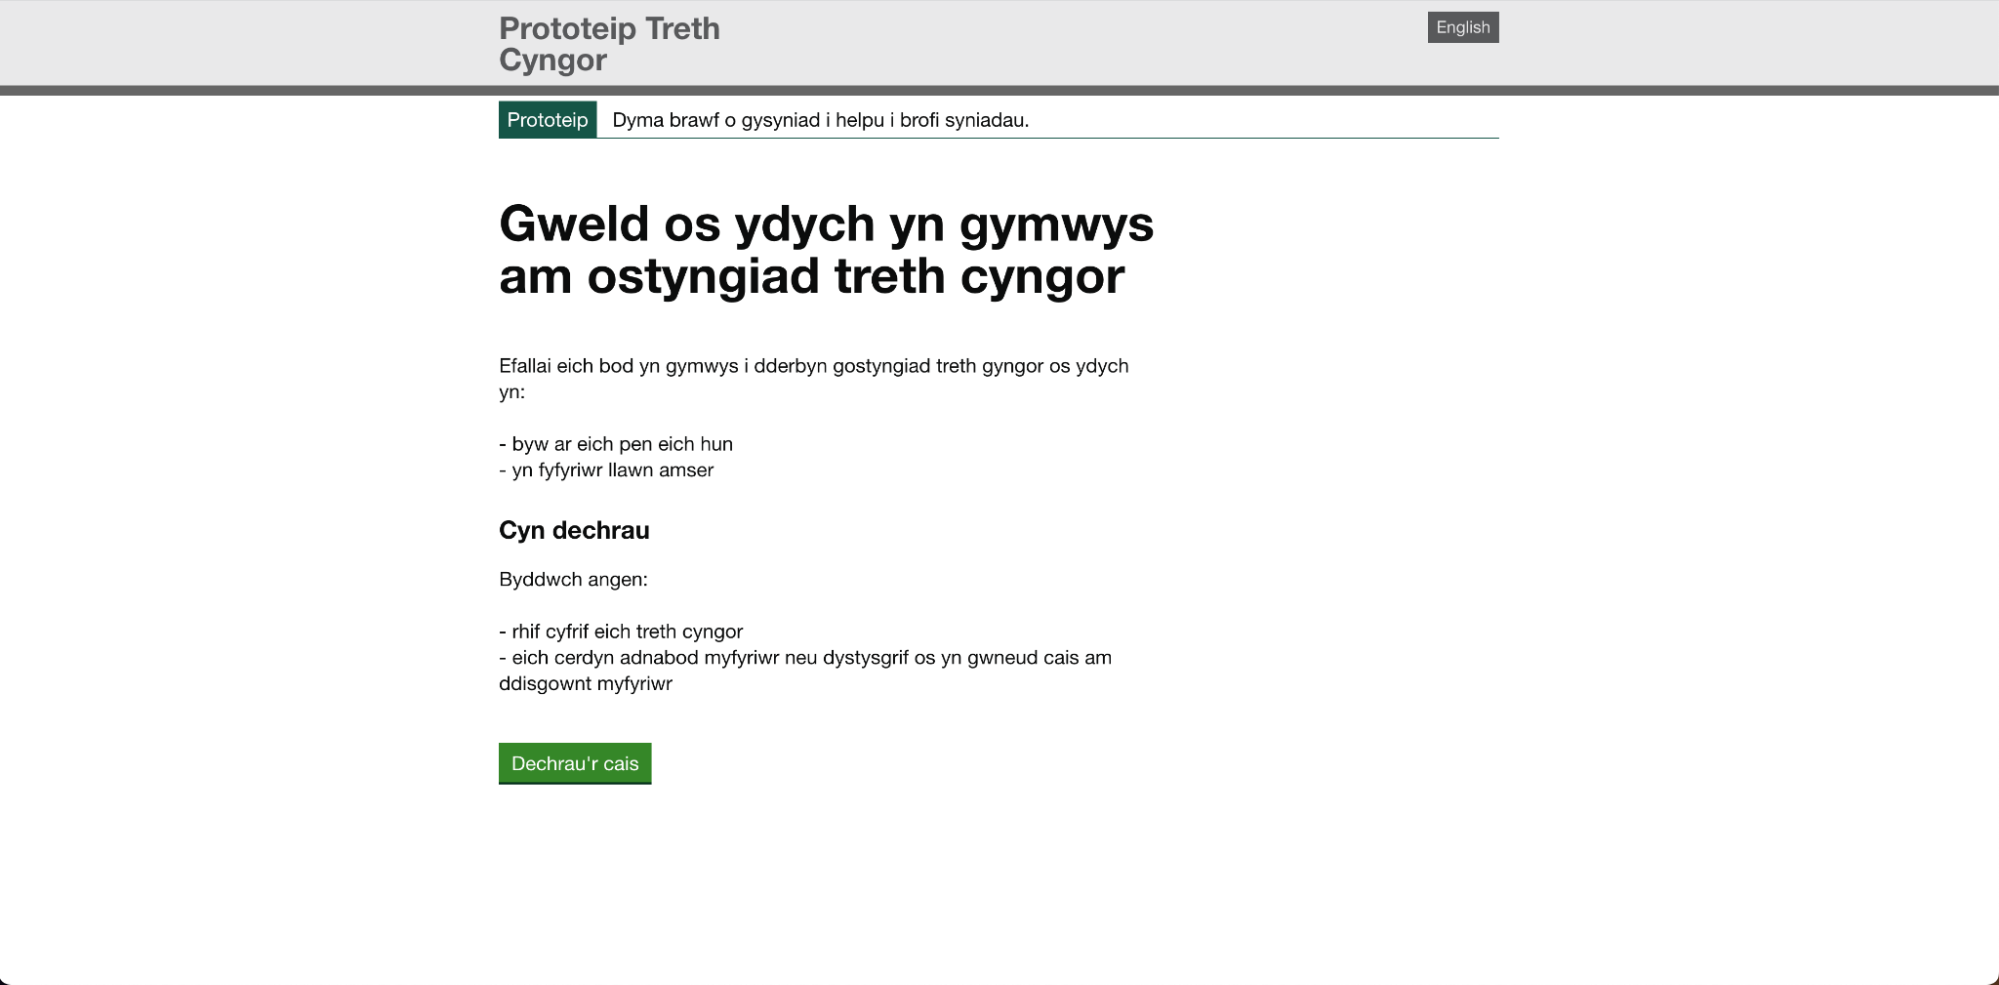 Prototeip Treth
Cyngor
English
Prototeip
Dyma brawf o gysyniad i helpu i brofi syniadau.
Gweld os ydych yn gymwys
am ostyngiad treth cyngor
Efallai eich bod yn gymwys i dderbyn gostyngiad treth gyngor os ydych
yn:
- byw ar eich pen eich hun
- yn fyfyriwr llawn amser
Cyn dechrau
Byddwch angen:
- rhif cyfrif eich treth cyngor
- eich cerdyn adnabod myfyriwr neu dystysgrif os yn gwneud cais am
ddisgownt myfyriwr
Dechrau'r cais